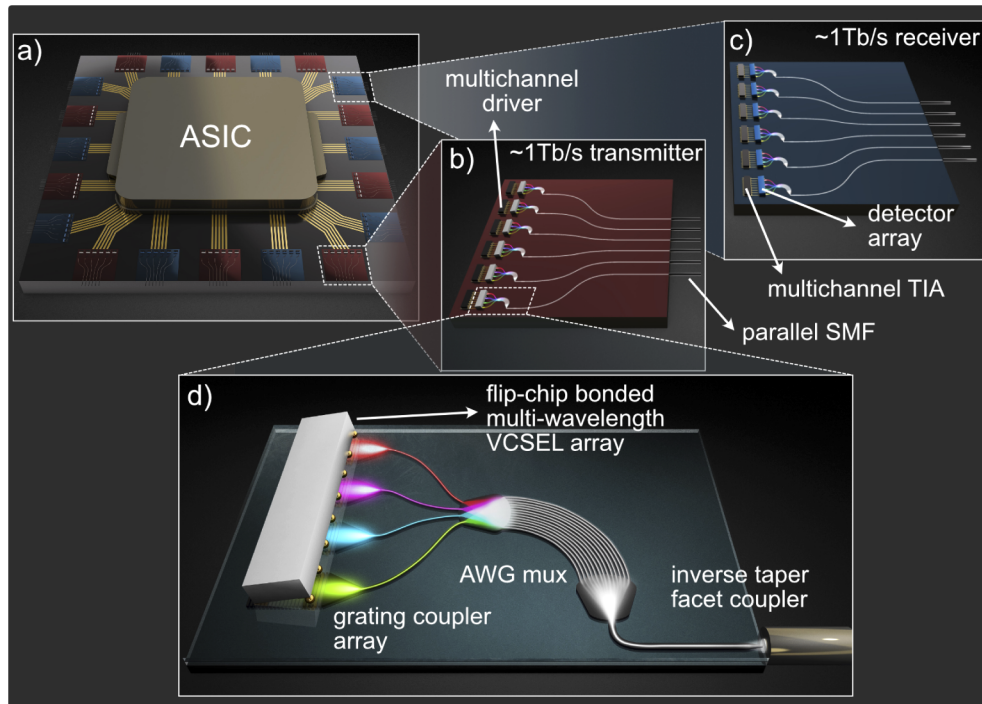 a)
ASIC
multichannel
driver
b)
~1Tb/s transmitter
c)
~1Tb/s receiver
detector
array
multichannel TIA
parallel SMF
d)
flip-chip bonded
multi-wavelength
VCSEL array
AWG mux
grating coupler
array
inverse taper
facet coupler